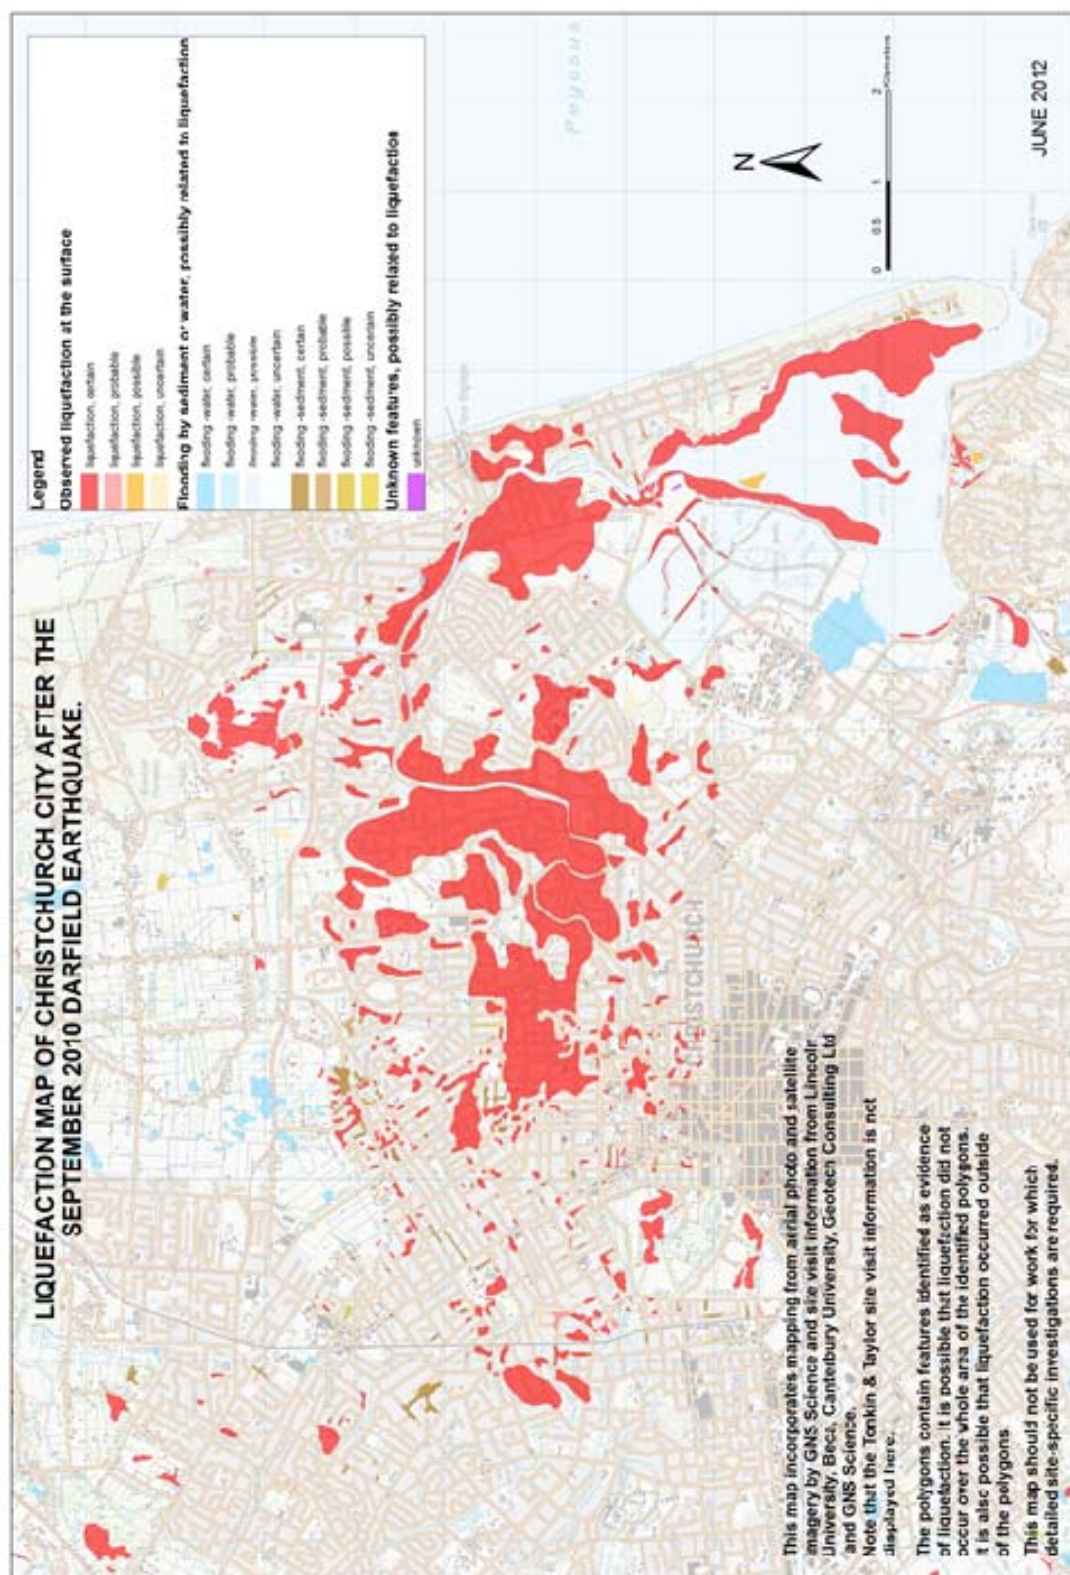 LIQUEFACTION MAP OF CHRISTCHURCH CITY AFTER THE
SEPTEMBER 2010 DARFIELD EARTHQUAKE.
Legend
Observed liquefaction at the surface
liquefaction, certain
liquefaction, probable
liquefaction, possible
liquefaction, uncertain
Flooding by sediment or water, possibly related to liquefaction
flooding -water, certain
flooding -water, probable
flooding -water, possible
flooding -water, uncertain
flooding -sediment, certain
flooding -sediment, probable
flooding -sediment, possible
flooding -sediment, uncertain
Unknown features, possibly related to liquefaction
unknown
Pegasus
N
0 0.5 1 2
Kilometers
JUNE 2012
CHRISTCHURCH
This map incorporates mapping from aerial photo and satellite
imagery by GNS Science and site visit information from Lincoln
University, Beca, Canterbury University, Geotech Consulting Ltd
and GNS Science.
Note that the Tonkin & Taylor site visit information is not
displayed here.
The polygons contain features identified as evidence
of liquefaction. It is possible that liquefaction did not
occur over the whole area of the identified polygons.
It is also possible that liquefaction occurred outside
of the polygons
This map should not be used for work for which
detailed site-specific investigations are required.